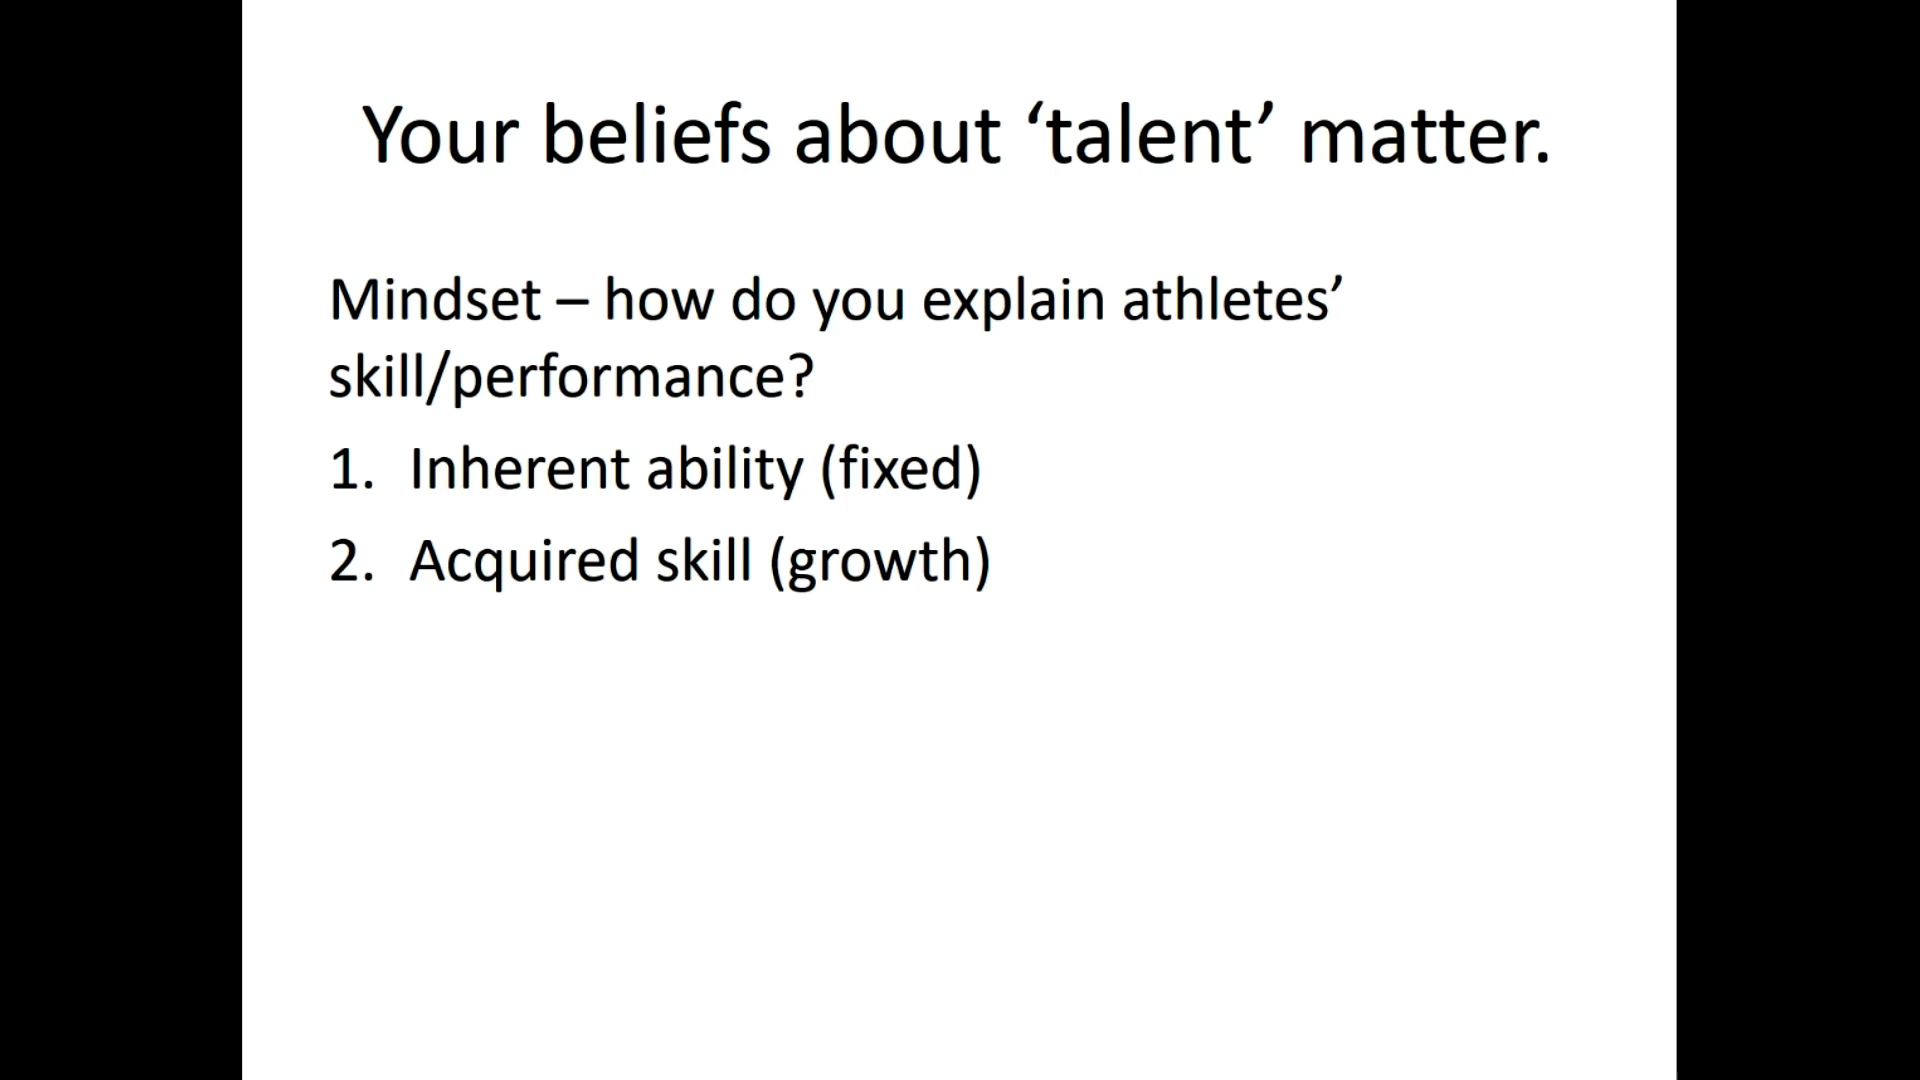 Your beliefs about ‘talent’ matter.
Mindset – how do you explain athletes’
skill/performance?
1. Inherent ability (fixed)
2. Acquired skill (growth)